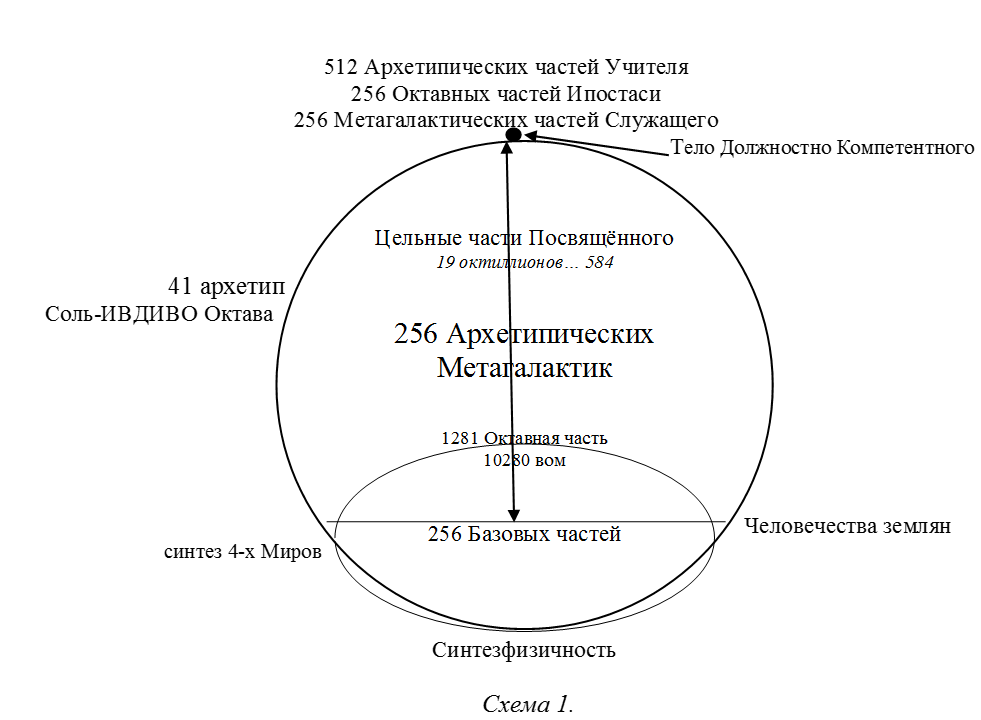 512 Архетипических частей Учителя
256 Октавных частей Ипостаси
256 Метагалактических частей Служащего
Тело Должностно Компетентного
Цельные части Посвящённого
19 октиллионов… 584
41 архетип
Соль-ИВДИВО Октава
256 Архетипических
Метагалактик
1281 Октавная часть
10280 вом
256 Базовых частей
Человечества землян
синтез 4-х Миров
Синтезфизичность
Схема 1.